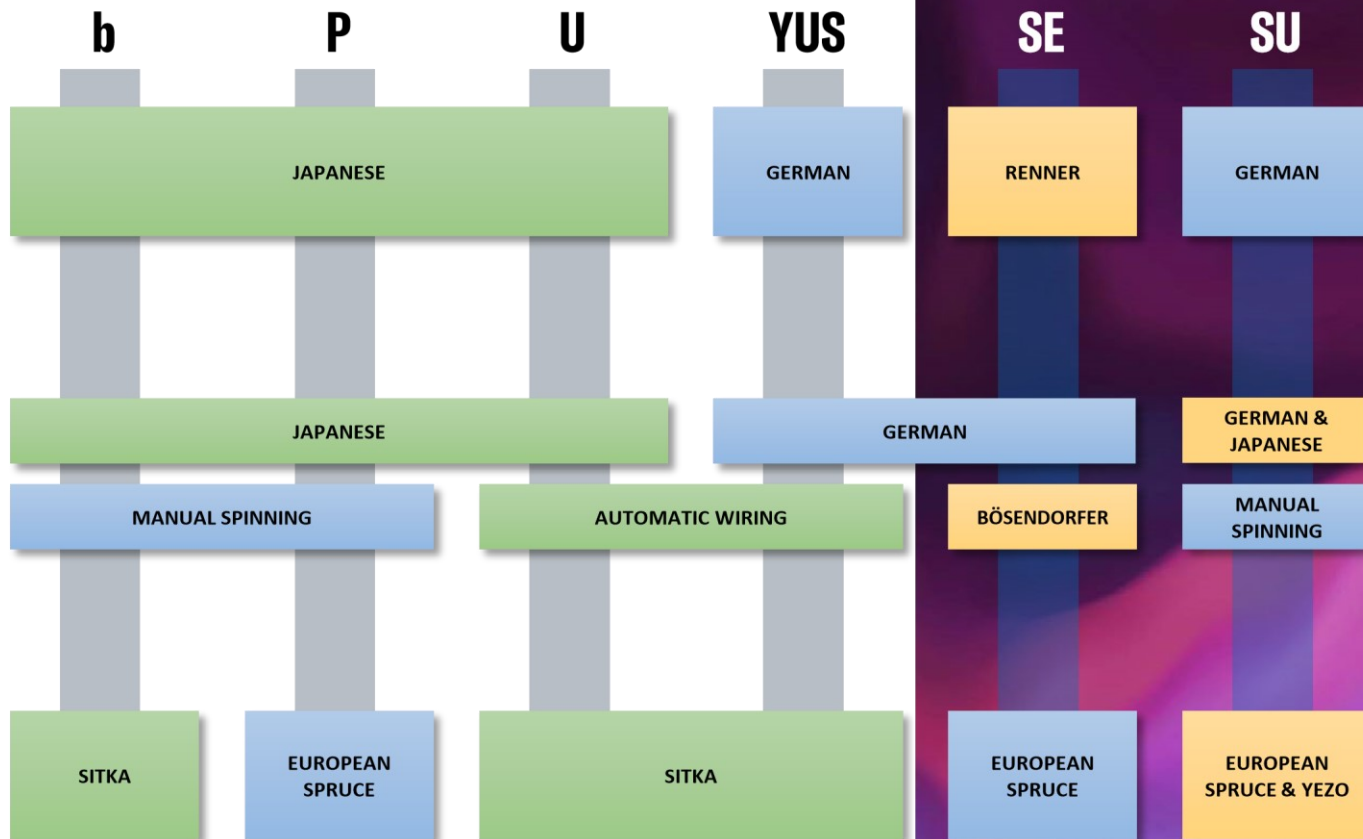 b P U YUS SE SU
JAPANESE GERMAN RENNER GERMAN
JAPANESE GERMAN GERMAN &
JAPANESE
MANUAL SPINNING AUTOMATIC WIRING BÖSENDORFER MANUAL
SPINNING
SITKA EUROPEAN
SPRUCE SITKA EUROPEAN
SPRUCE EUROPEAN
SPRUCE & YEZO